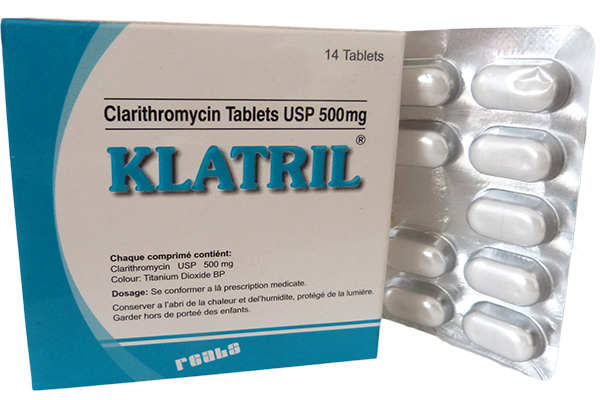 14 Tablets
Clarithromycin Tablets USP 500mg
KLATRIL®
Chaque comprimé contiént:
Clarithromycin USP 500 mg
Colour: Titanium Dioxide BP
Dosage: Se conformer a là prescription medicate.
Conserver a l'abri de la chaleur et del'humidite, protégé de la lumière.
Garder hors de porteé des enfants.
reals